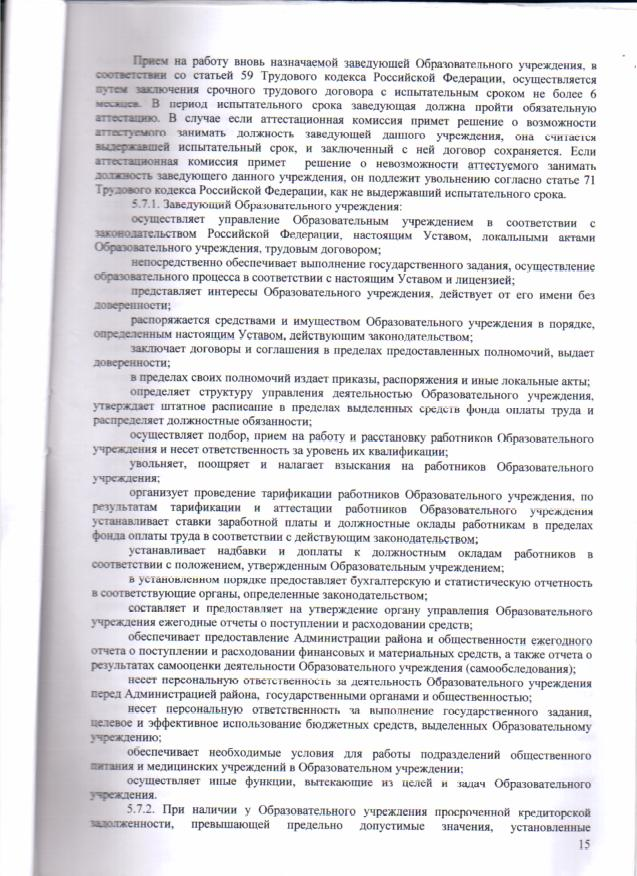 Прием на работу вновь назначаемой заведующей Образовательного учреждения, в
соответствии со статьей 59 Трудового кодекса Российской Федерации, осуществляется
путем заключения срочного трудового договора с испытательным сроком не более 6
месяцев. В период испытательного срока заведующая должна пройти обязательную
аттестацию. В случае если аттестационная комиссия примет решение о возможности
аттестуемого занимать должность заведующей данного учреждения, она считается
выдержавшей испытательный срок, и заключенный с ней договор сохраняется. Если
аттестационная комиссия примет решение о невозможности аттестуемого занимать
должность заведующего данного учреждения, он подлежит увольнению согласно статье 71
Трудового кодекса Российской Федерации, как не выдержавший испытательного срока.
5.7.1. Заведующий Образовательного учреждения:
осуществляет управление Образовательным учреждением в соответствии с
законодательством Российской Федерации, настоящим Уставом, локальными актами
Образовательного учреждения, трудовым договором;
непосредственно обеспечивает выполнение государственного задания, осуществление
образовательного процесса в соответствии с настоящим Уставом и лицензией;
представляет интересы Образовательного учреждения, действует от его имени без
доверенности;
распоряжается средствами и имуществом Образовательного учреждения в порядке,
определенным настоящим Уставом, действующим законодательством;
заключает договоры и соглашения в пределах предоставленных полномочий, выдает
доверенности;
в пределах своих полномочий издает приказы, распоряжения и иные локальные акты;
определяет структуру управления деятельностью Образовательного учреждения,
утверждает штатное расписание в пределах выделенных средств фонда оплаты труда и
распределяет должностные обязанности;
осуществляет подбор, прием на работу и расстановку работников Образовательного
учреждения и несет ответственность за уровень их квалификации;
увольняет, поощряет и налагает взыскания на работников Образовательного
учреждения;
организует проведение тарификации работников Образовательного учреждения, по
результатам тарификации и аттестации работников Образовательного учреждения
устанавливает ставки заработной платы и должностные оклады работникам в пределах
фонда оплаты труда в соответствии с действующим законодательством;
устанавливает надбавки и доплаты к должностным окладам работников в
соответствии с положением, утвержденным Образовательным учреждением;
в установленном порядке предоставляет бухгалтерскую и статистическую отчетность
в соответствующие органы, определенные законодательством;
составляет и предоставляет на утверждение органу управления Образовательного
учреждения ежегодные отчеты о поступлении и расходовании средств;
обеспечивает предоставление Администрации района и общественности ежегодного
отчета о поступлении и расходовании финансовых и материальных средств, а также отчета о
результатах самооценки деятельности Образовательного учреждения (самообследования);
несет персональную ответственность за деятельность Образовательного учреждения
перед Администрацией района, государственными органами и общественностью;
несет персональную ответственность за выполнение государственного задания,
целевое и эффективное использование бюджетных средств, выделенных Образовательному
учреждению;
обеспечивает необходимые условия для работы подразделений общественного
питания и медицинских учреждений в Образовательном учреждении;
осуществляет иные функции, вытекающие из целей и задач Образовательного
учреждения.
5.7.2. При наличии у Образовательного учреждения просроченной кредиторской
задолженности, превышающей предельно допустимые значения, установленные
15